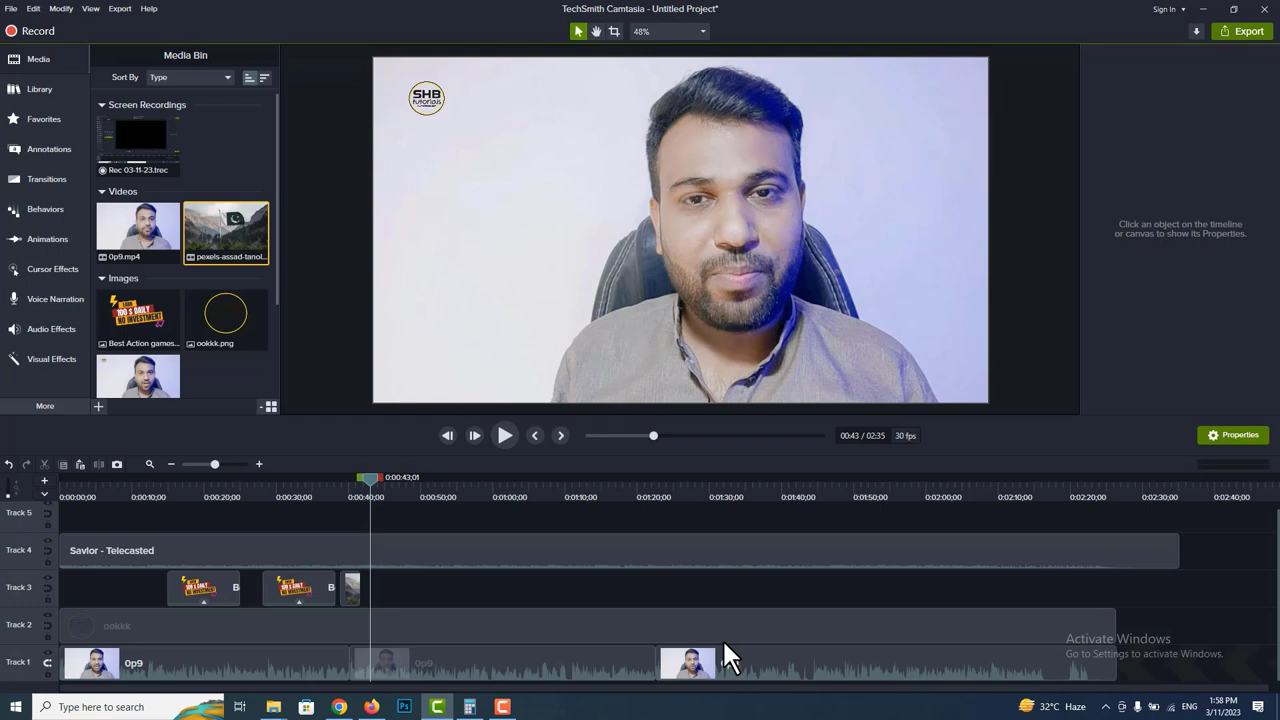 File Edit Modify View Export Help
TechSmith Camtasia - Untitled Project*
Sign In
Record
48%
Export
Media
Library
Favorites
Annotations
Transitions
Behaviors
Animations
Cursor Effects
Voice Narration
Audio Effects
Visual Effects
More
Media Bin
Sort By Type
Screen Recordings
Rec 03-11-23.trec
Videos
0p9.mp4 pexels-assad-tanol...
Images
EARN
100 $ DAILY
NO INVESTMENT
Best Action games... ookkk.png
SHB
tutorials
Click an object on the timeline
or canvas to show its Properties.
00:43 / 02:35 30 fps
Properties
0:00:43;01
0:00:00;00 0:00:10;00 0:00:20;00 0:00:30;00 0:00:40;00 0:00:50;00 0:01:00;00 0:01:10;00 0:01:20;00 0:01:30;00 0:01:40;00 0:01:50;00 0:02:00;00 0:02:10;00 0:02:20;00 0:02:30;00 0:02:40;00
Track 5
Track 4 Savior - Telecasted
Track 3 B B
Track 2 ookkk
Track 1 0p9 0p9
Activate Windows
Go to Settings to activate Windows.
Type here to search
Ps
32°C Haze
ENG
1:58 PM
3/11/2023